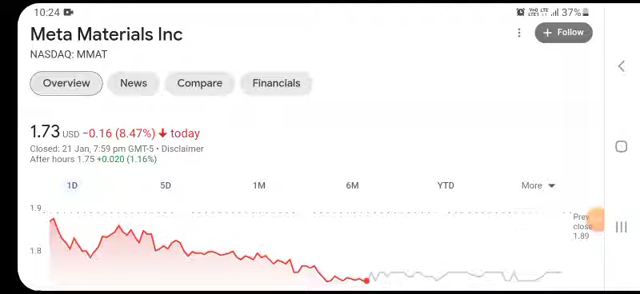 10:24 37%
Meta Materials Inc
+ Follow
NASDAQ: MMAT
Overview News Compare Financials
1.73 USD −0.16 (8.47%) today
Closed: 21 Jan, 7:59 pm GMT-5 • Disclaimer
After hours 1.75 +0.020 (1.16%)
1D 5D 1M 6M YTD More
1.9
Prev
close
1.89
1.8